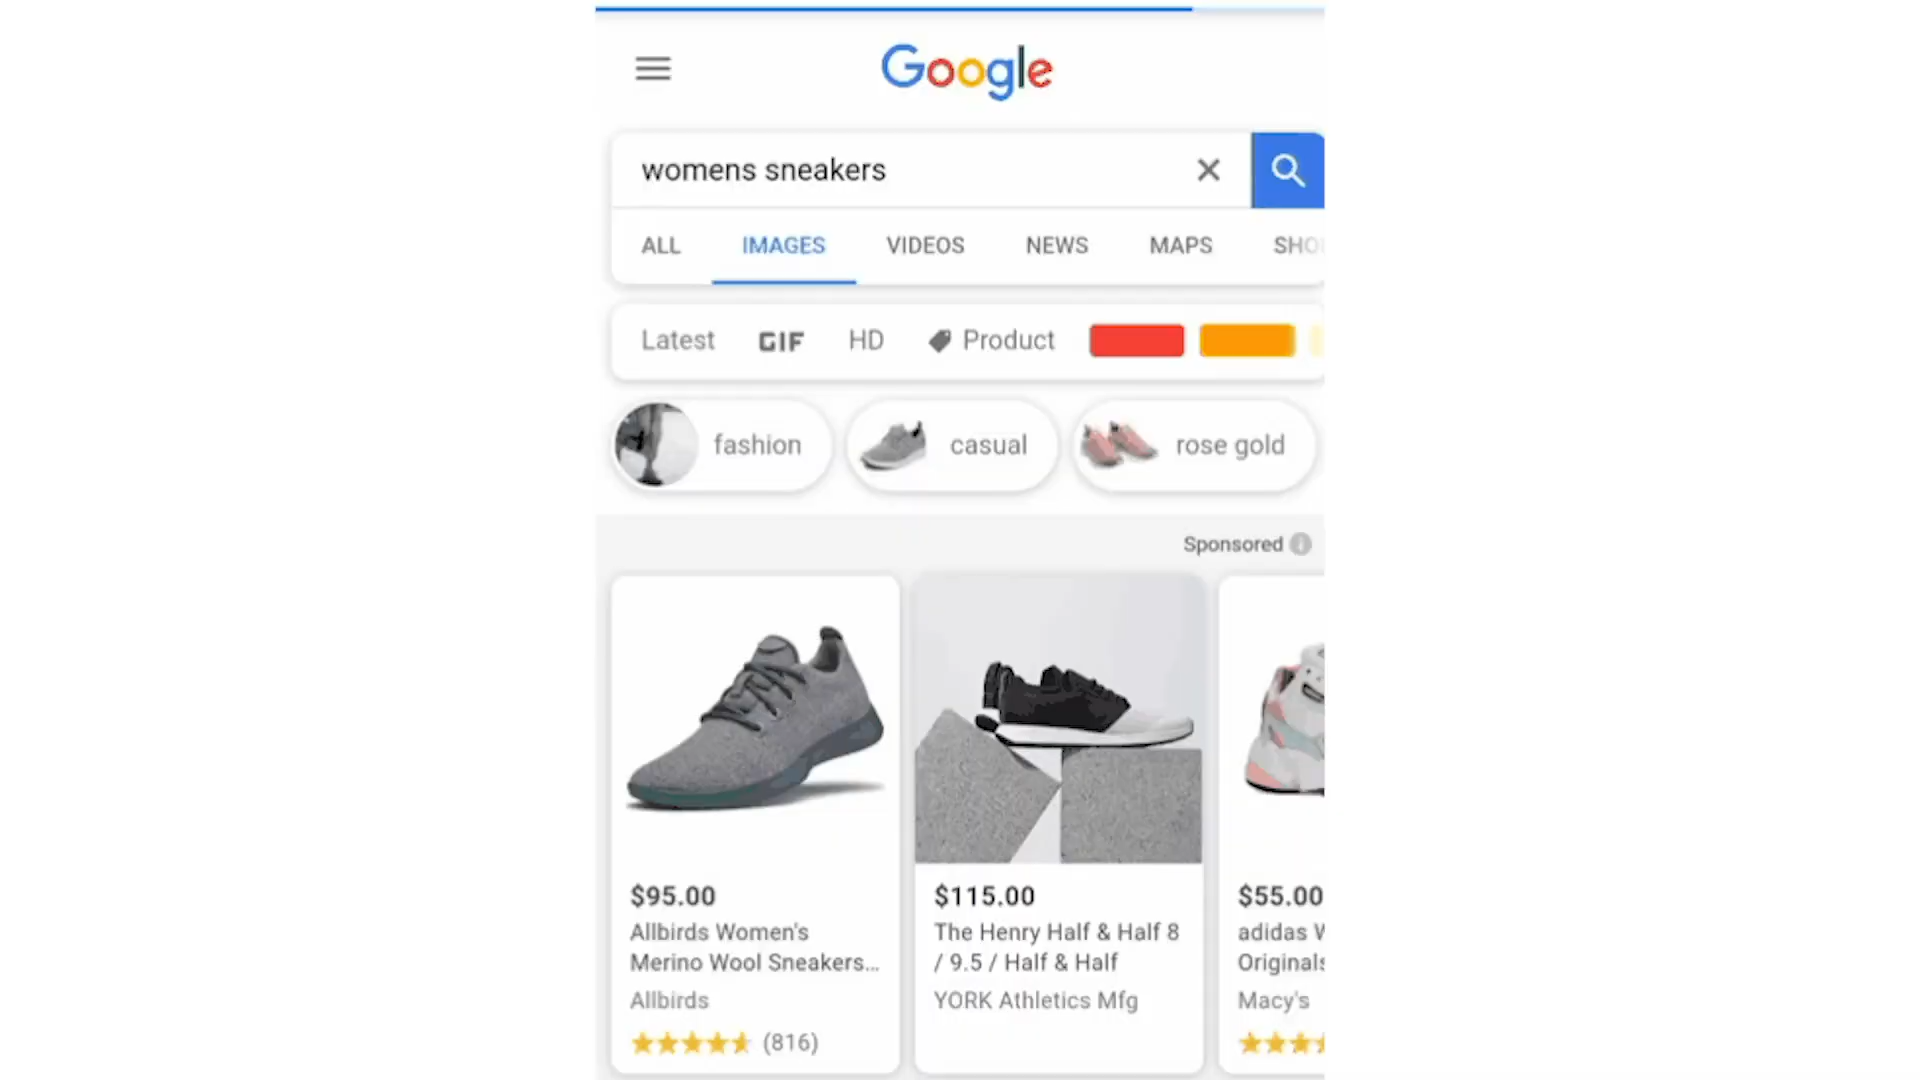 Google
womens sneakers
ALL IMAGES VIDEOS NEWS MAPS SHO
Latest GIF HD Product
fashion casual rose gold
Sponsored
$95.00
Allbirds Women's
Merino Wool Sneakers...
Allbirds
(816)
$115.00
The Henry Half & Half 8
/ 9.5 / Half & Half
YORK Athletics Mfg
$55.00
adidas W
Originals
Macy's